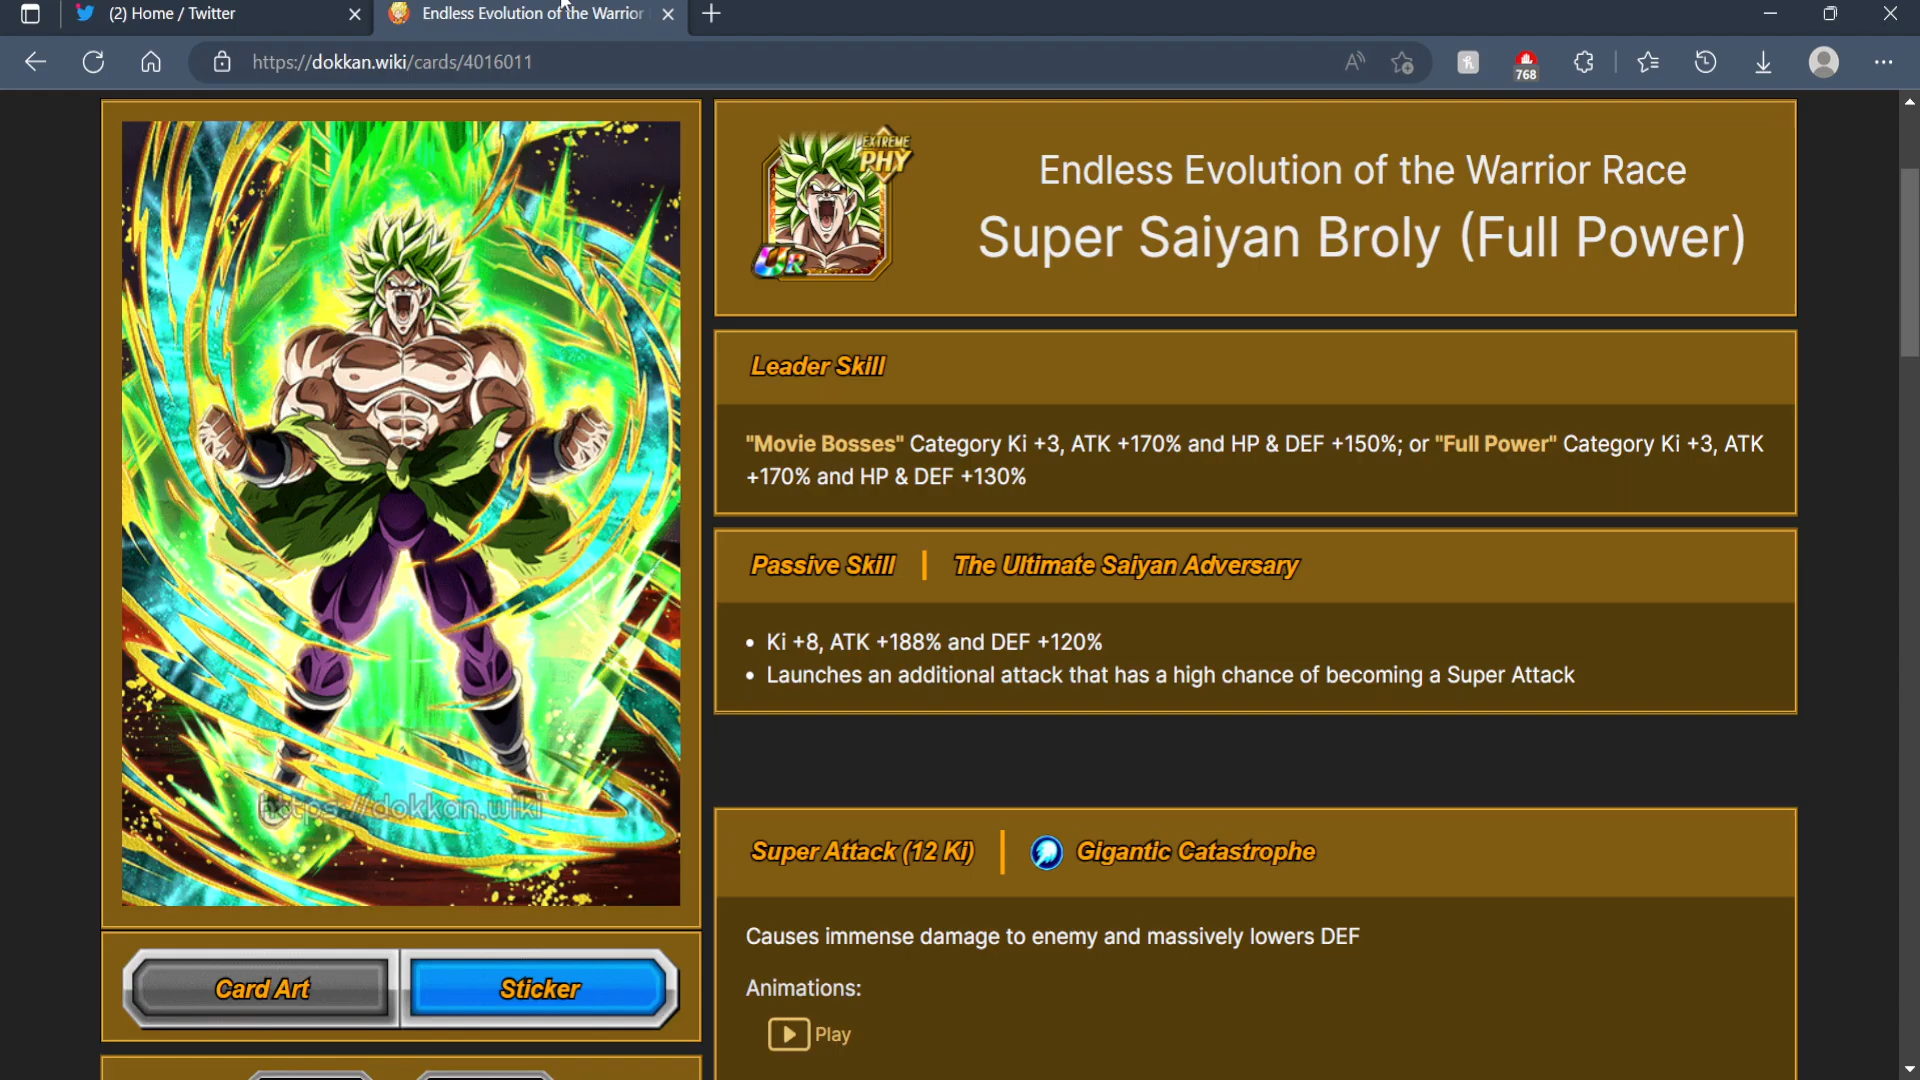 (2) Home / Twitter
Endless Evolution of the Warrior
https://dokkan.wiki/cards/4016011
768
EXTREME
PHY
UR
Endless Evolution of the Warrior Race
Super Saiyan Broly (Full Power)
Leader Skill
"Movie Bosses" Category Ki +3, ATK +170% and HP & DEF +150%; or "Full Power" Category Ki +3, ATK
+170% and HP & DEF +130%
Passive Skill | The Ultimate Saiyan Adversary
• Ki +8, ATK +188% and DEF +120%
• Launches an additional attack that has a high chance of becoming a Super Attack
https://dokkan.wiki
Super Attack (12 Ki) | Gigantic Catastrophe
Causes immense damage to enemy and massively lowers DEF
Animations:
Play
Card Art
Sticker